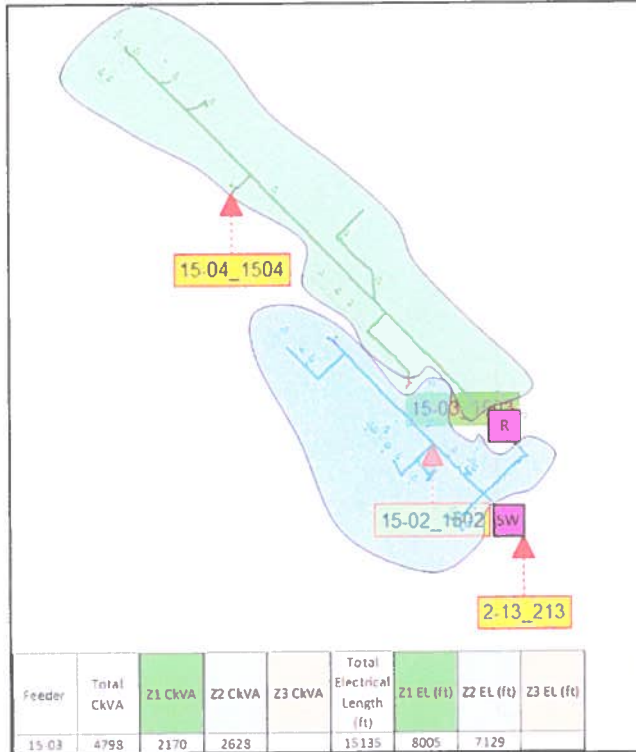 15-04_1504
15-03_1503
R
15-02_1502
SW
2-13_213
Feeder Total CkVA Z1 CkVA Z2 CkVA Z3 CkVA Total Electrical Length (ft) Z1 EL (ft) Z2 EL (ft) Z3 EL (ft)
15-03 4798 2170 2628 15135 8005 7129